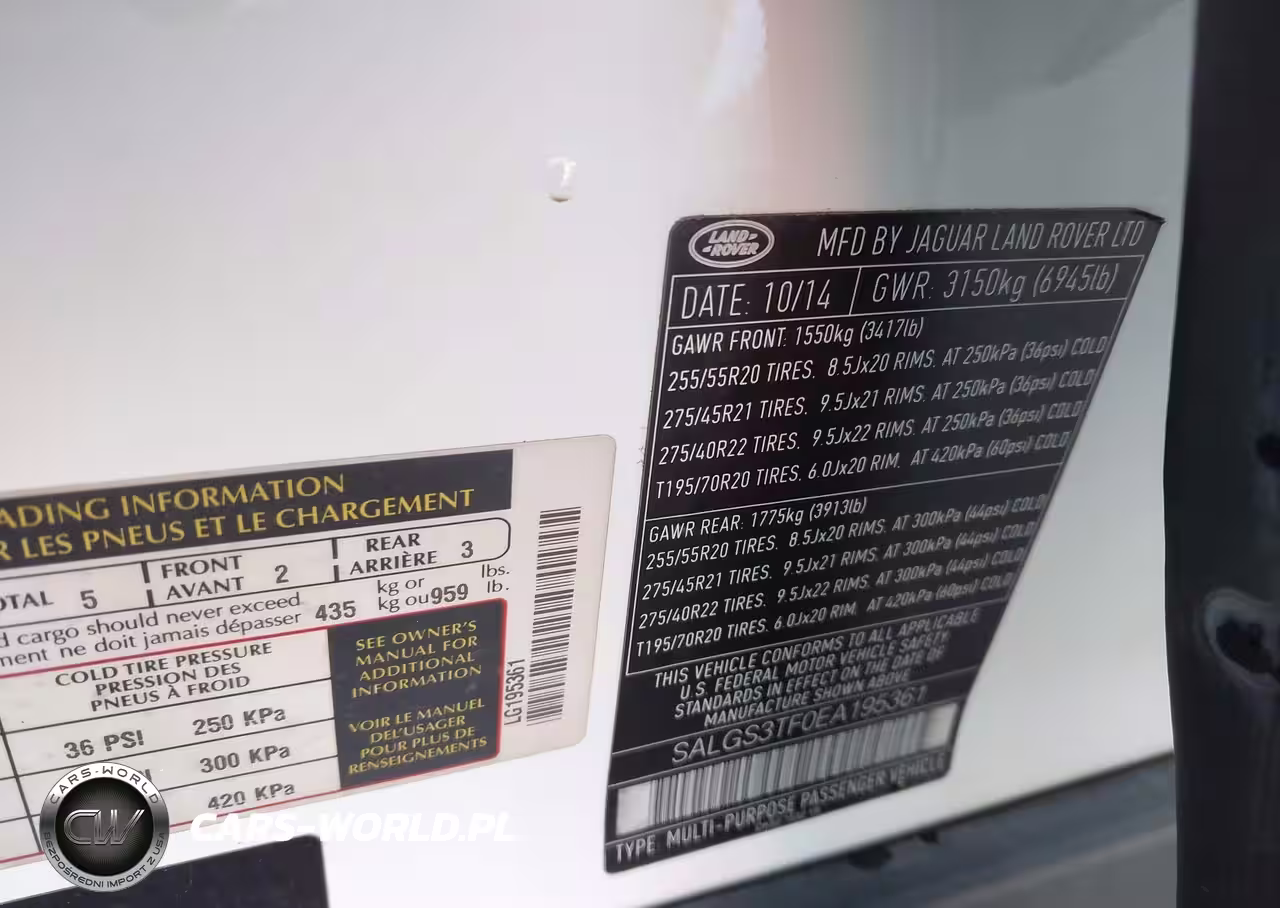 LAND-
-ROVER
MFD BY JAGUAR LAND ROVER LTD
DATE: 10/14
GWR: 3150kg (6945lb)
GAWR FRONT: 1550kg (3417lb)
255/55R20 TIRES. 8.5Jx20 RIMS. AT 250kPa (36psi) COLD
275/45R21 TIRES. 9.5Jx21 RIMS. AT 250kPa (36psi) COLD
275/40R22 TIRES. 9.5Jx22 RIMS. AT 250kPa (36psi) COLD
T195/70R20 TIRES. 6.0Jx20 RIM. AT 420kPa (60psi) COLD
GAWR REAR: 1775kg (3913lb)
255/55R20 TIRES. 8.5Jx20 RIMS. AT 300kPa (44psi) COLD
275/45R21 TIRES. 9.5Jx21 RIMS. AT 300kPa (44psi) COLD
275/40R22 TIRES. 9.5Jx22 RIMS. AT 300kPa (44psi) COLD
T195/70R20 TIRES. 6.0Jx20 RIM. AT 420kPa (60psi) COLD
THIS VEHICLE CONFORMS TO ALL APPLICABLE
U.S. FEDERAL MOTOR VEHICLE SAFETY
STANDARDS IN EFFECT ON THE DATE OF
MANUFACTURE SHOWN ABOVE
SALGS3TF0EA195361
TYPE: MULTI-PURPOSE PASSENGER VEHICLE
ADING INFORMATION
R LES PNEUS ET LE CHARGEMENT
OTAL 5
FRONT
AVANT 2
REAR
ARRIÈRE 3
d cargo should never exceed
ment ne doit jamais dépasser
435
kg or
kg ou
959
lbs.
lb.
COLD TIRE PRESSURE
PRESSION DES
PNEUS À FROID
36 PSI
250 KPa
300 KPa
420 KPa
SEE OWNER'S
MANUAL FOR
ADDITIONAL
INFORMATION
VOIR LE MANUEL
DEL'USAGER
POUR PLUS DE
RENSEIGNEMENTS
LG195361
CARS-WORLD
CW
BEZPOŚREDNI IMPORT Z USA
CARS-WORLD.PL